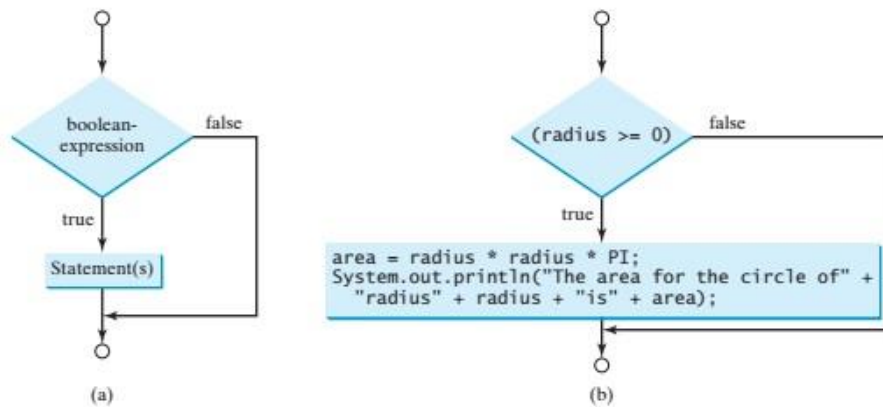 boolean-
expression
false
true
Statement(s)
(a)
(radius >= 0)
false
true
area = radius * radius * PI;
System.out.println("The area for the circle of" +
"radius" + radius + "is" + area);
(b)